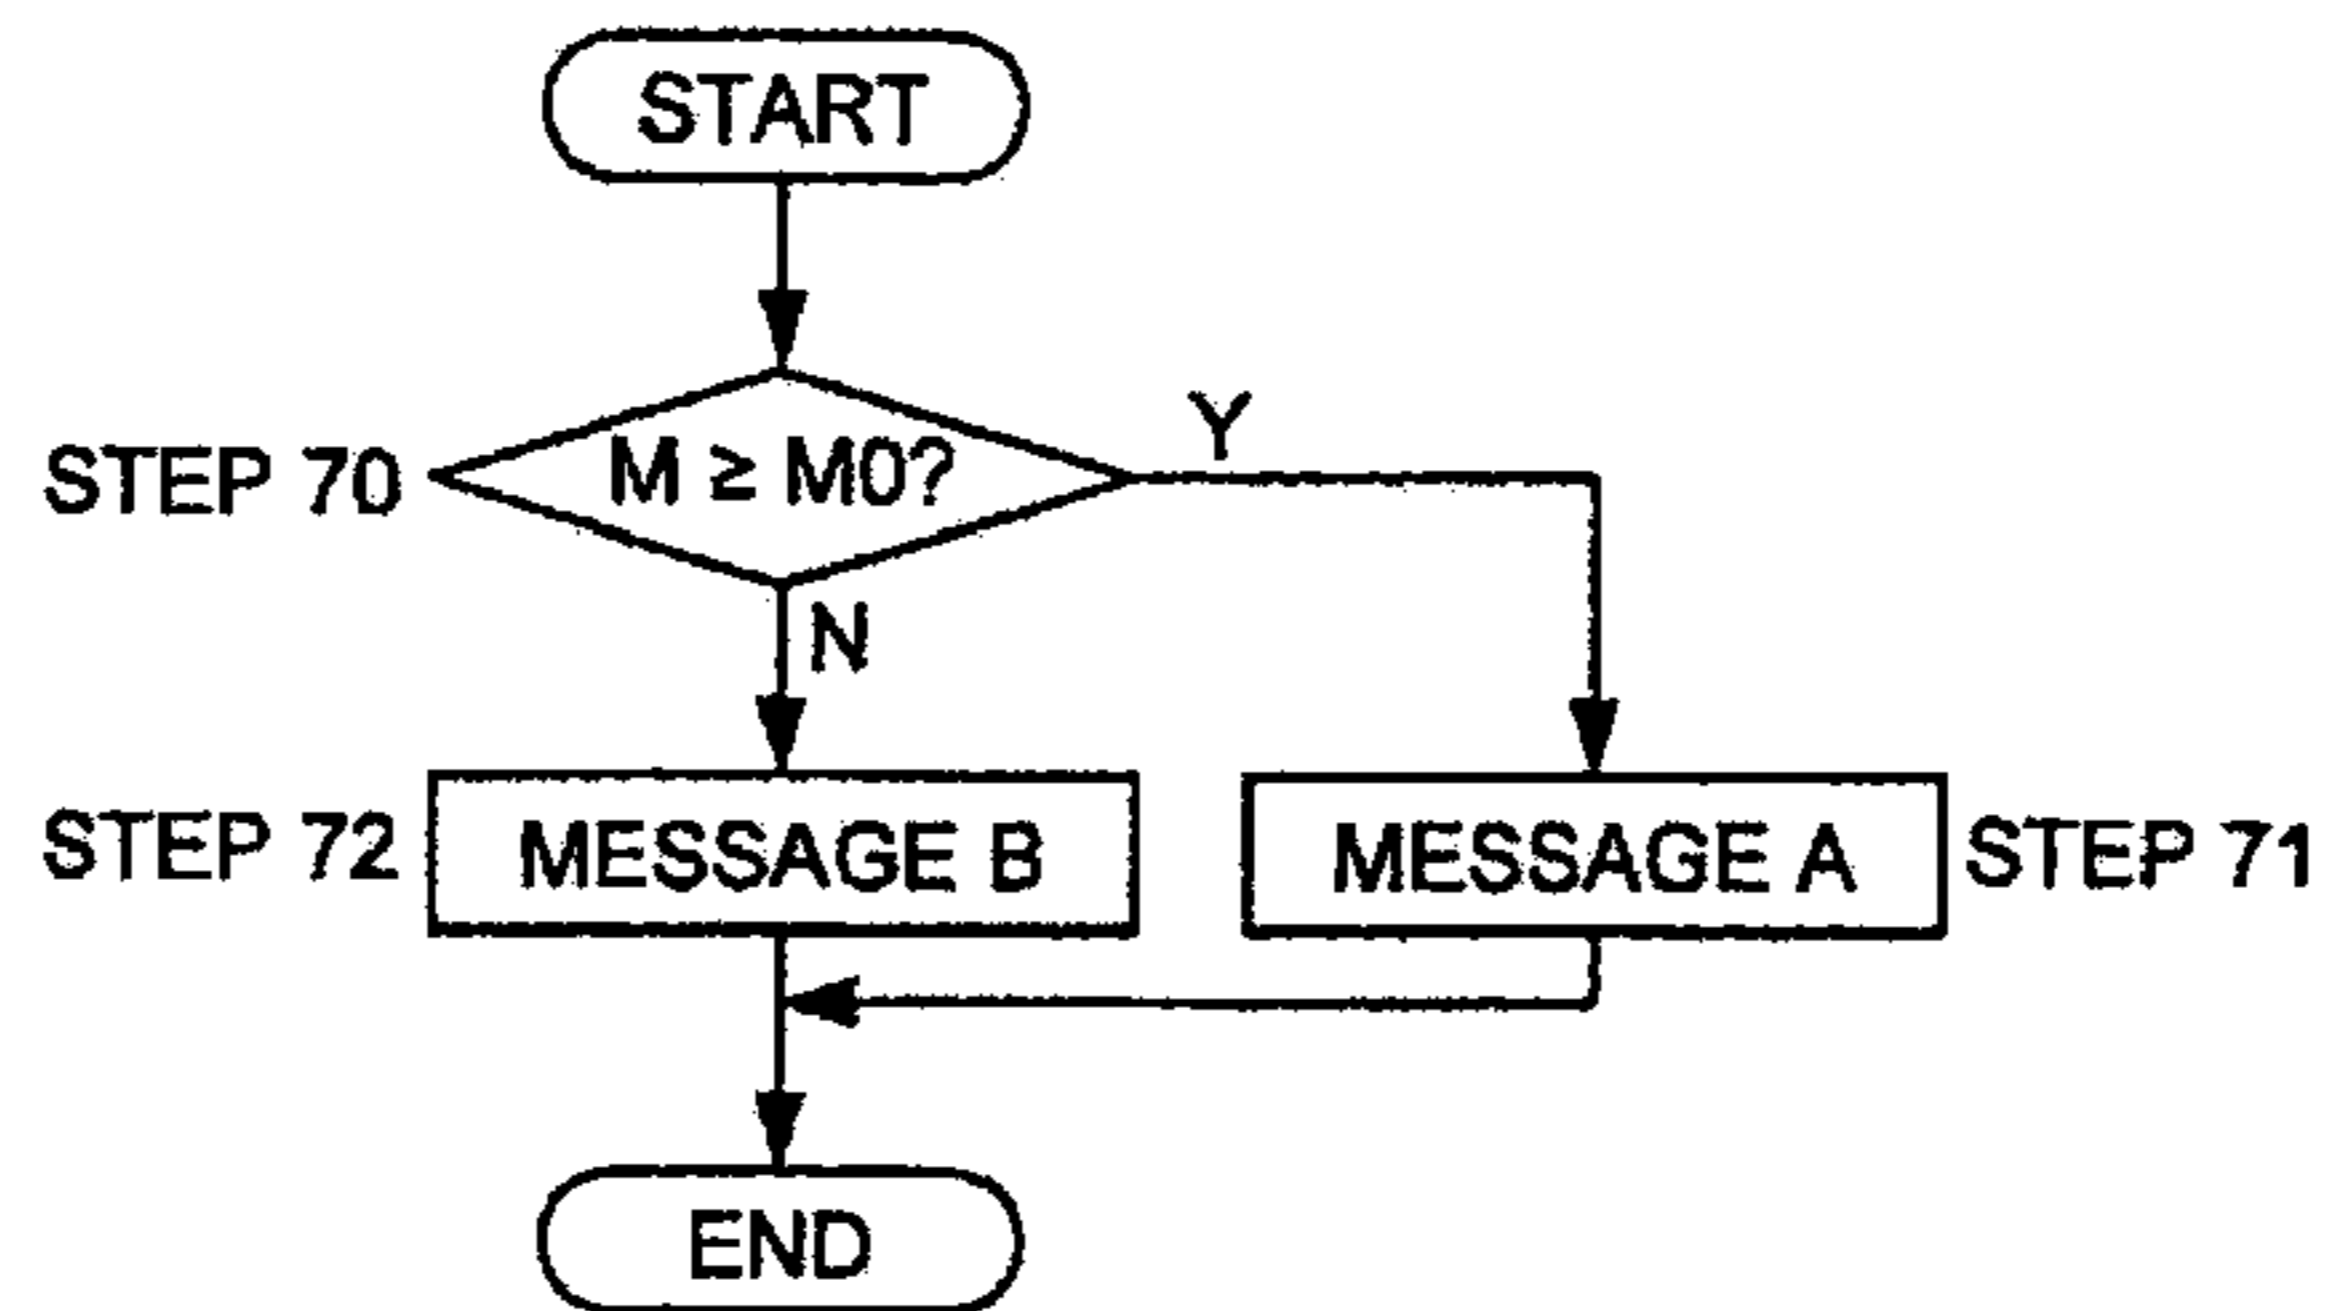 START
Y
STEP 70 M ≥ M0?
N
STEP 72 MESSAGE B MESSAGE A STEP 71
END